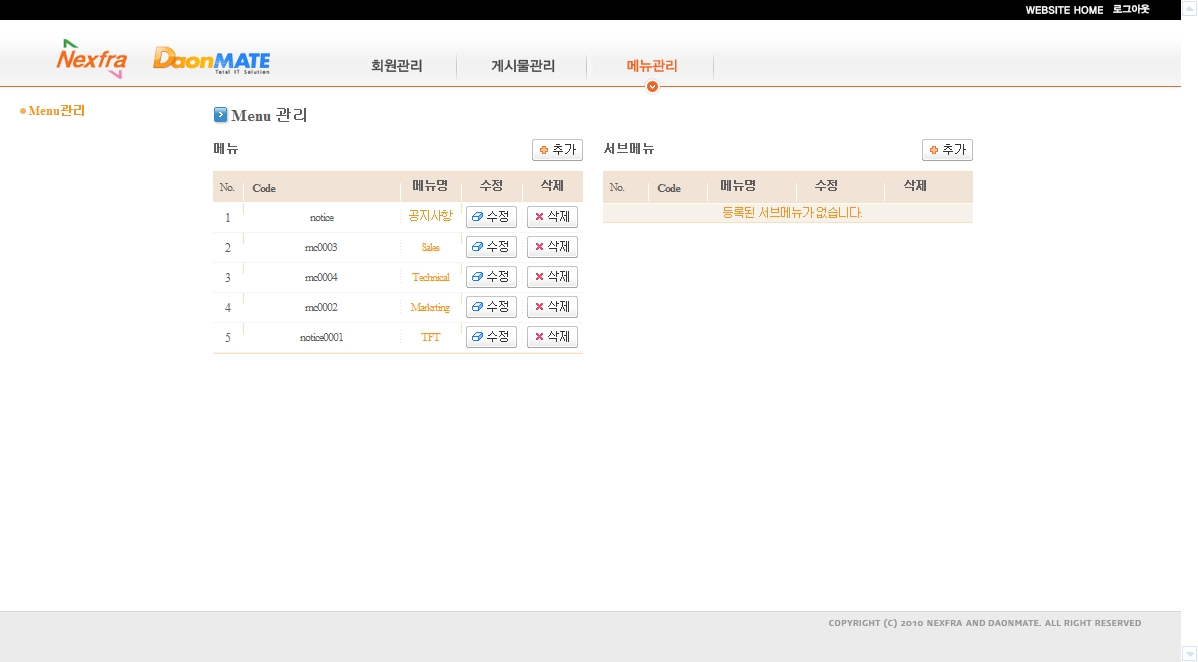 WEBSITE HOME 로그아웃
Nexfra DaonMATE Total IT Solution 회원관리 게시물관리 메뉴관리
Menu관리
Menu 관리
메뉴 추가
No. Code 메뉴명 수정 삭제
1 notice 공지사항 수정 삭제
2 mc0003 Sales 수정 삭제
3 mc0004 Technical 수정 삭제
4 mc0002 Marketing 수정 삭제
5 notice0001 TFT 수정 삭제
서브메뉴 추가
No. Code 메뉴명 수정 삭제
등록된 서브메뉴가 없습니다.
COPYRIGHT (C) 2010 NEXFRA AND DAONMATE. ALL RIGHT RESERVED